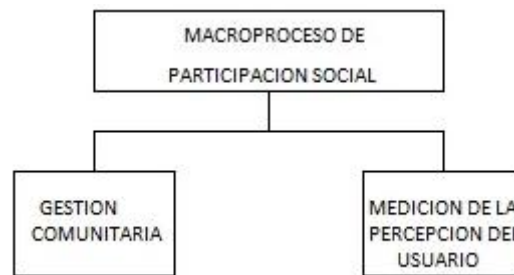 MACROPROCESO DE
PARTICIPACION SOCIAL
GESTION
COMUNITARIA
MEDICION DE LA
PERCEPCION DEL
USUARIO